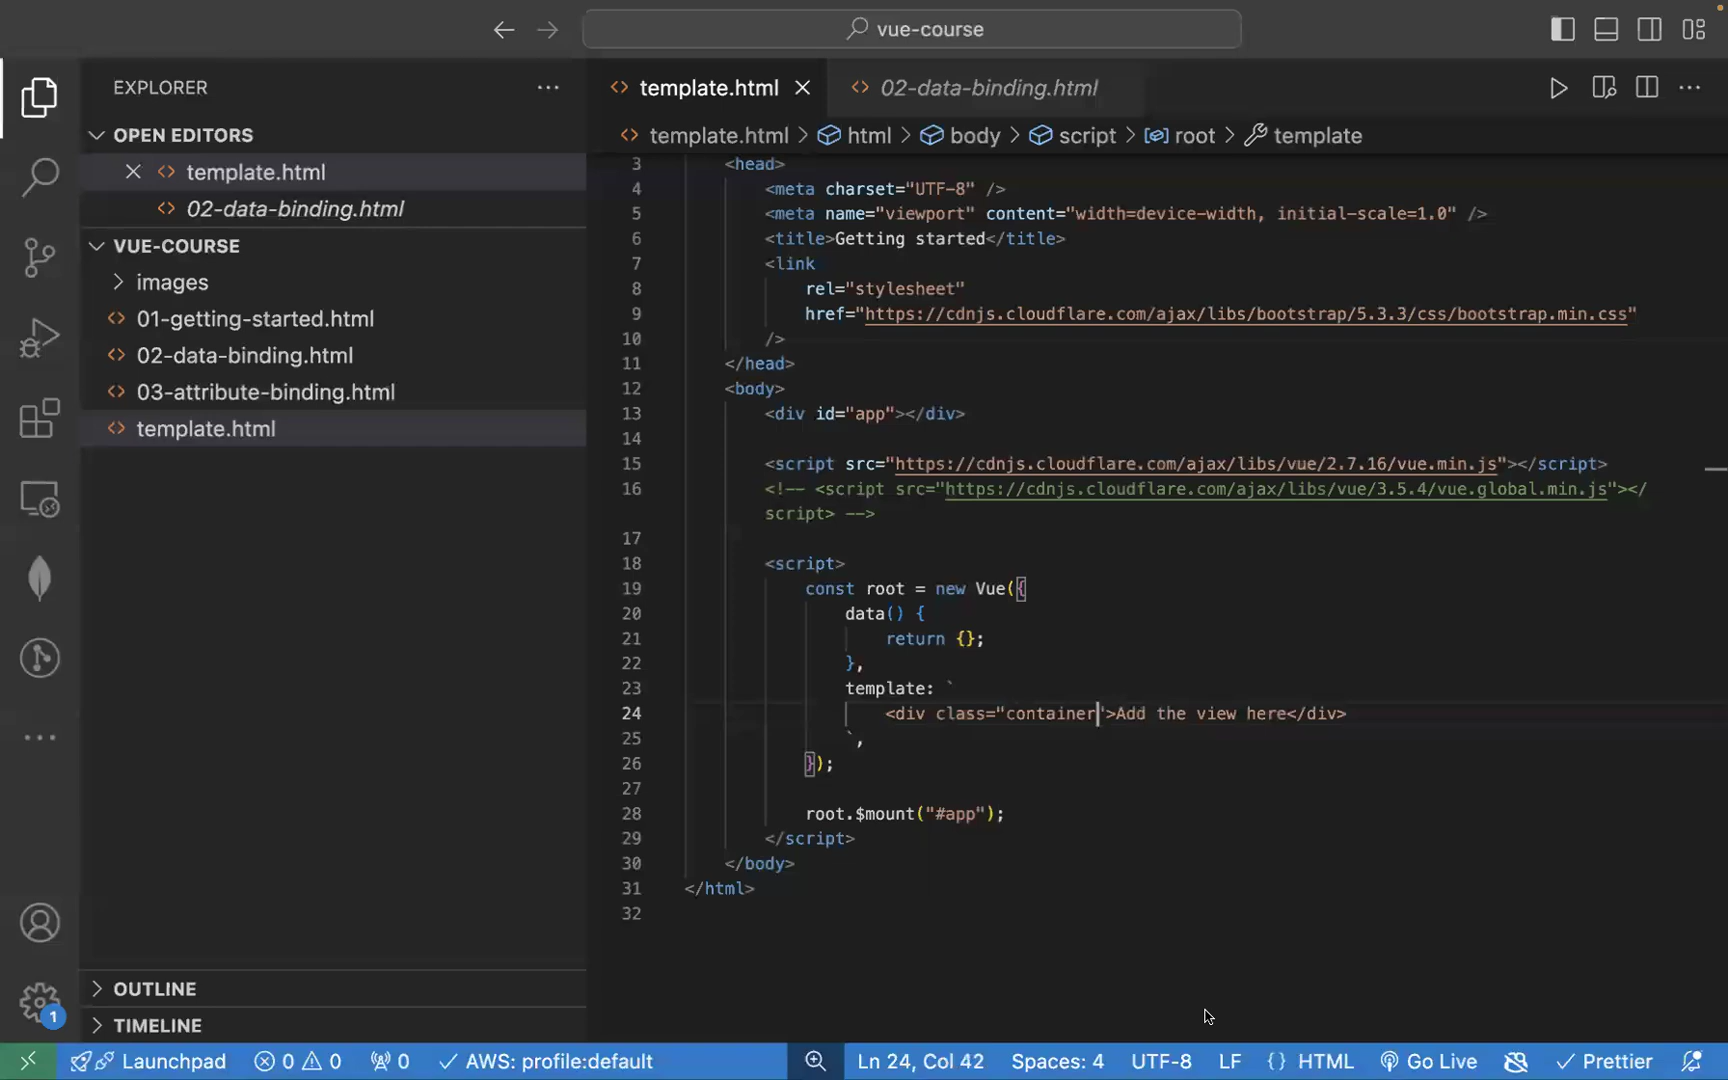 vue-course
EXPLORER
OPEN EDITORS
template.html
02-data-binding.html
VUE-COURSE
images
01-getting-started.html
02-data-binding.html
03-attribute-binding.html
template.html
OUTLINE
TIMELINE
1
template.html
02-data-binding.html
template.html > html > body > script > root > template
3 <head>
4 <meta charset="UTF-8" />
5 <meta name="viewport" content="width=device-width, initial-scale=1.0" />
6 <title>Getting started</title>
7 <link
8 rel="stylesheet"
9 href="https://cdnjs.cloudflare.com/ajax/libs/bootstrap/5.3.3/css/bootstrap.min.css"
10 />
11 </head>
12 <body>
13 <div id="app"></div>
14
15 <script src="https://cdnjs.cloudflare.com/ajax/libs/vue/2.7.16/vue.min.js"></script>
16 <!-- <script src="https://cdnjs.cloudflare.com/ajax/libs/vue/3.5.4/vue.global.min.js"></
script> -->
17
18 <script>
19 const root = new Vue({
20 data() {
21 return {};
22 },
23 template: `
24 <div class="container">Add the view here</div>
25 `,
26 });
27
28 root.$mount("#app");
29 </script>
30 </body>
31 </html>
32
Launchpad 0 0 0 AWS: profile:default Ln 24, Col 42 Spaces: 4 UTF-8 LF {} HTML Go Live Prettier